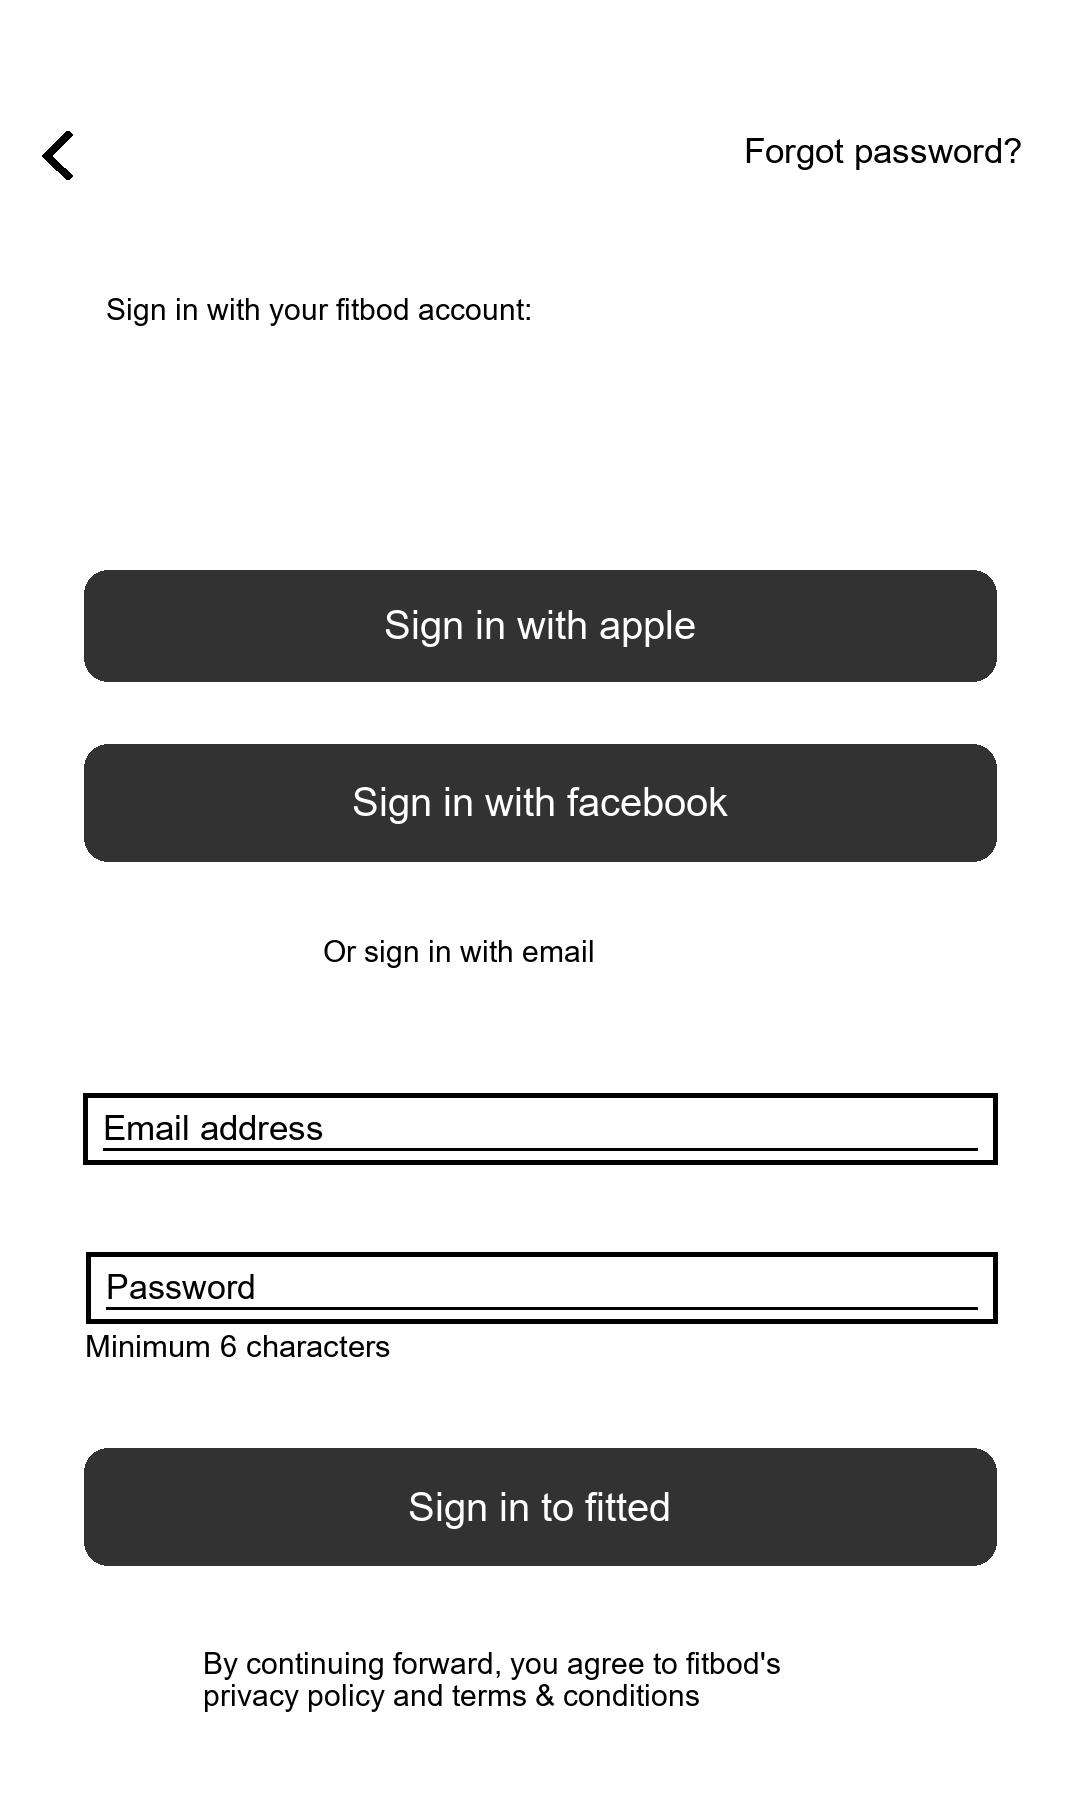 Forgot password?
Sign in with your fitbod account:
Sign in with apple
Sign in with facebook
Or sign in with email
Email address
Password
Minimum 6 characters
Sign in to fitted
By continuing forward, you agree to fitbod's
privacy policy and terms & conditions